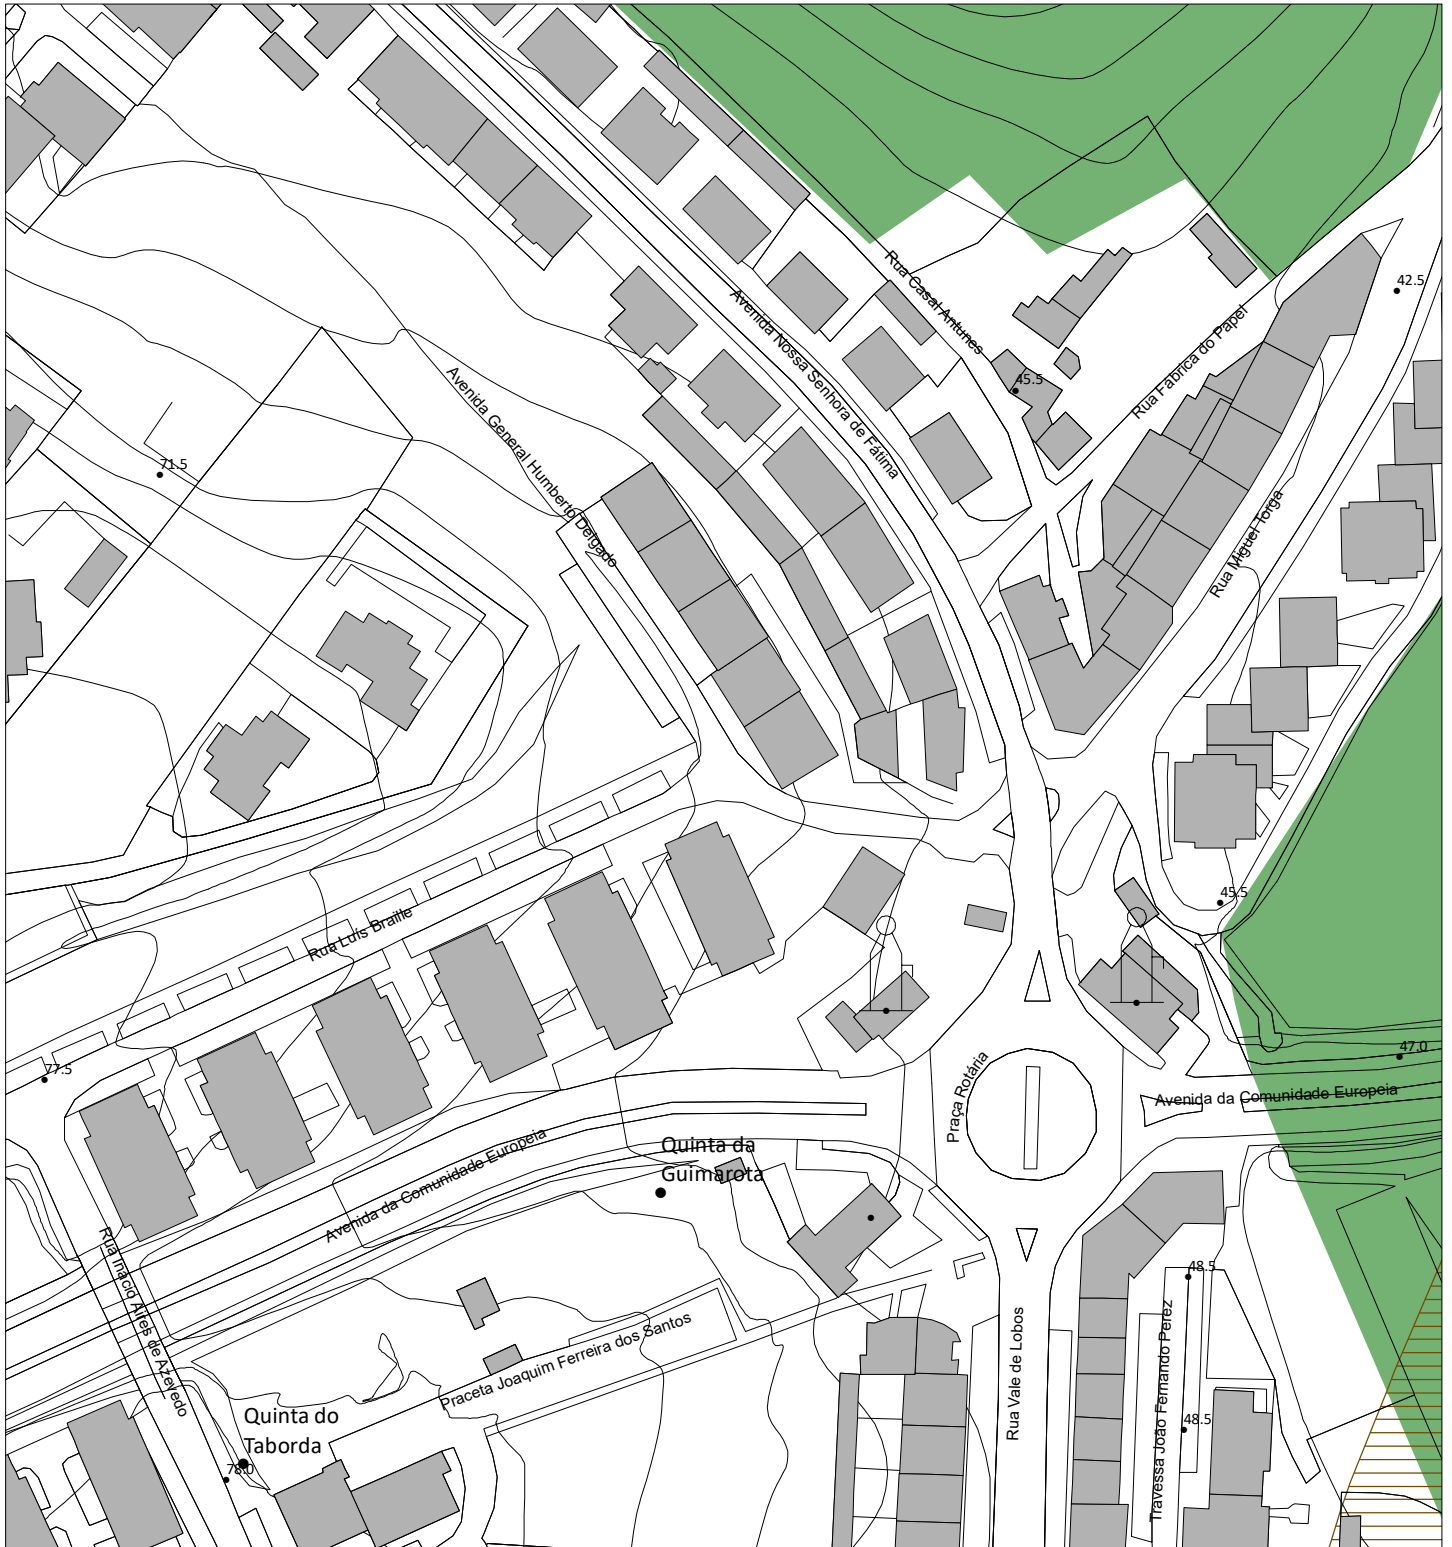 Rua Casal Antunes
42.5
Avenida Nossa Senhora de Fátima
Rua Fábrica do Papel
45.5
Avenida General Humberto Delgado
71.5
Rua Miguel Torga
45.5
Rua Luís Braille
77.5
47.0
Praça Rotária
Avenida da Comunidade Europeia
Avenida da Comunidade Europeia
Quinta da
Guimarota
Rua Inácio Aires de Azevedo
48.5
Praceta Joaquim Ferreira dos Santos
Rua Vale de Lobos
Travessa João Fernando Perez
Quinta do
Taborda
48.5
78.0